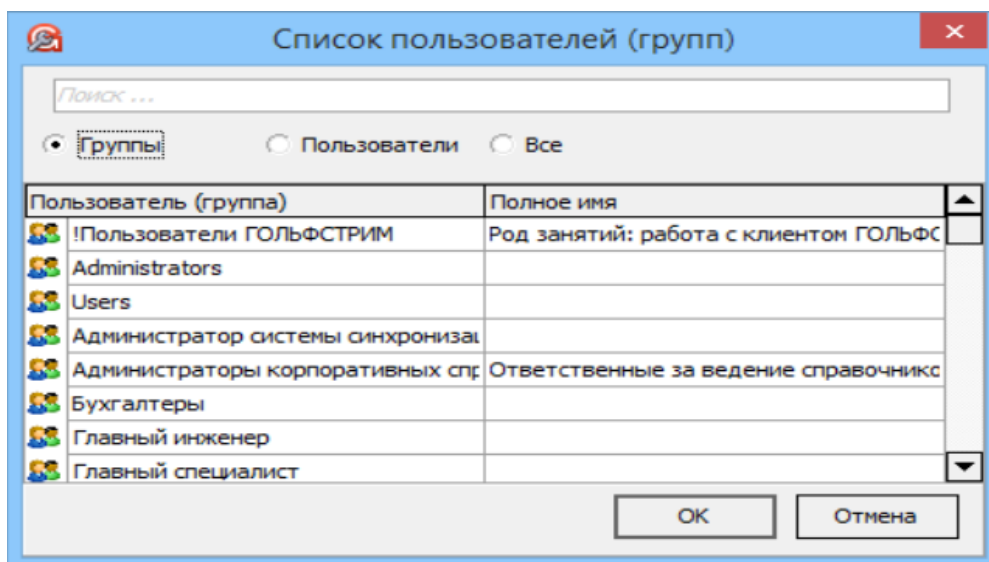 Список пользователей (групп)
Поиск ...
Группы Пользователи Все
Пользователь (группа) Полное имя
!Пользователи ГОЛЬФСТРИМ Род занятий: работа с клиентом ГОЛЬФС
Administrators
Users
Администратор системы синхронизац
Администраторы корпоративных спр Ответственные за ведение справочнико
Бухгалтеры
Главный инженер
Главный специалист
OK Отмена